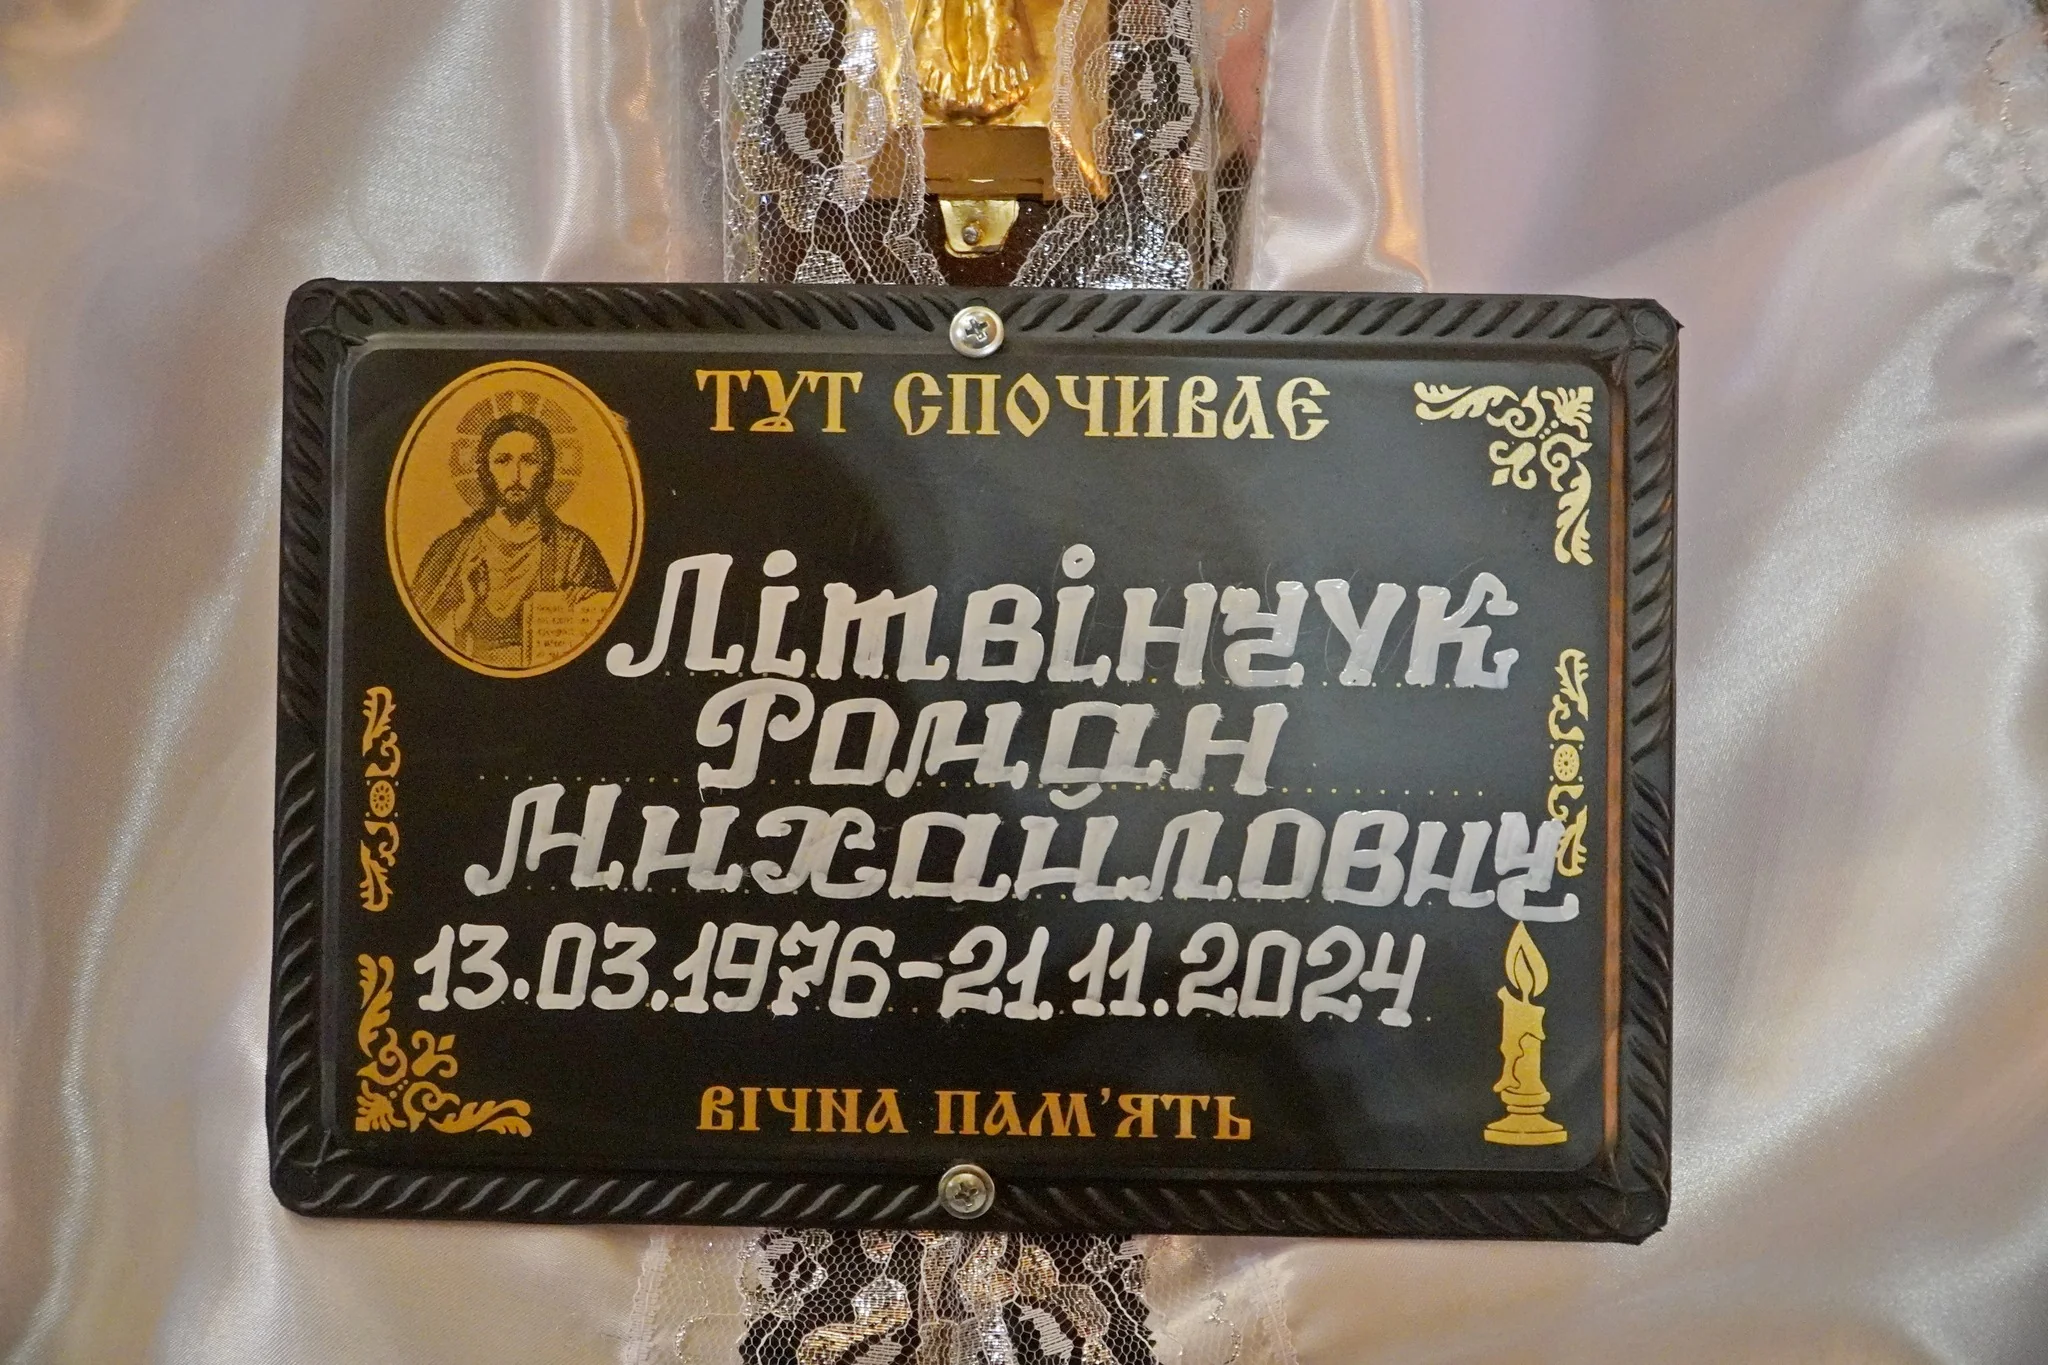 ТУТ СПОЧИВАЄ
Літвінчук
Роман
Михайлович
13.03.1976-21.11.2024
ВІЧНА ПАМ'ЯТЬ